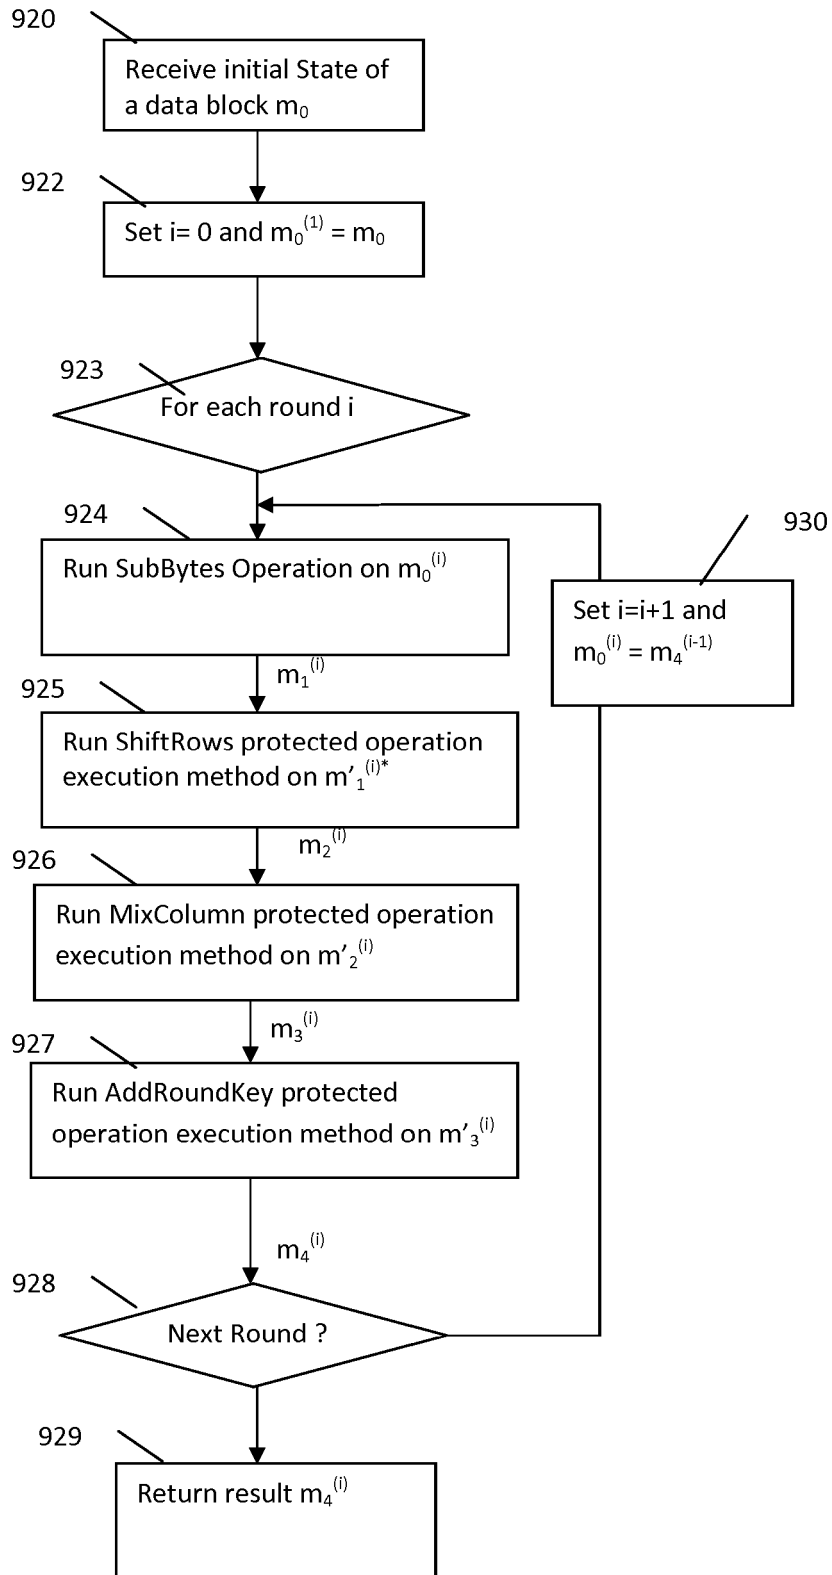 920
Receive initial State of
a data block m₀
922
Set i= 0 and m₀⁽¹⁾ = m₀
923
For each round i
924
Run SubBytes Operation on m₀⁽ⁱ⁾
930
Set i=i+1 and
m₀⁽ⁱ⁾ = m₄⁽ⁱ⁻¹⁾
m₁⁽ⁱ⁾
925
Run ShiftRows protected operation
execution method on m’₁⁽ⁱ⁾*
m₂⁽ⁱ⁾
926
Run MixColumn protected operation
execution method on m’₂⁽ⁱ⁾
m₃⁽ⁱ⁾
927
Run AddRoundKey protected
operation execution method on m’₃⁽ⁱ⁾
m₄⁽ⁱ⁾
928
Next Round ?
929
Return result m₄⁽ⁱ⁾